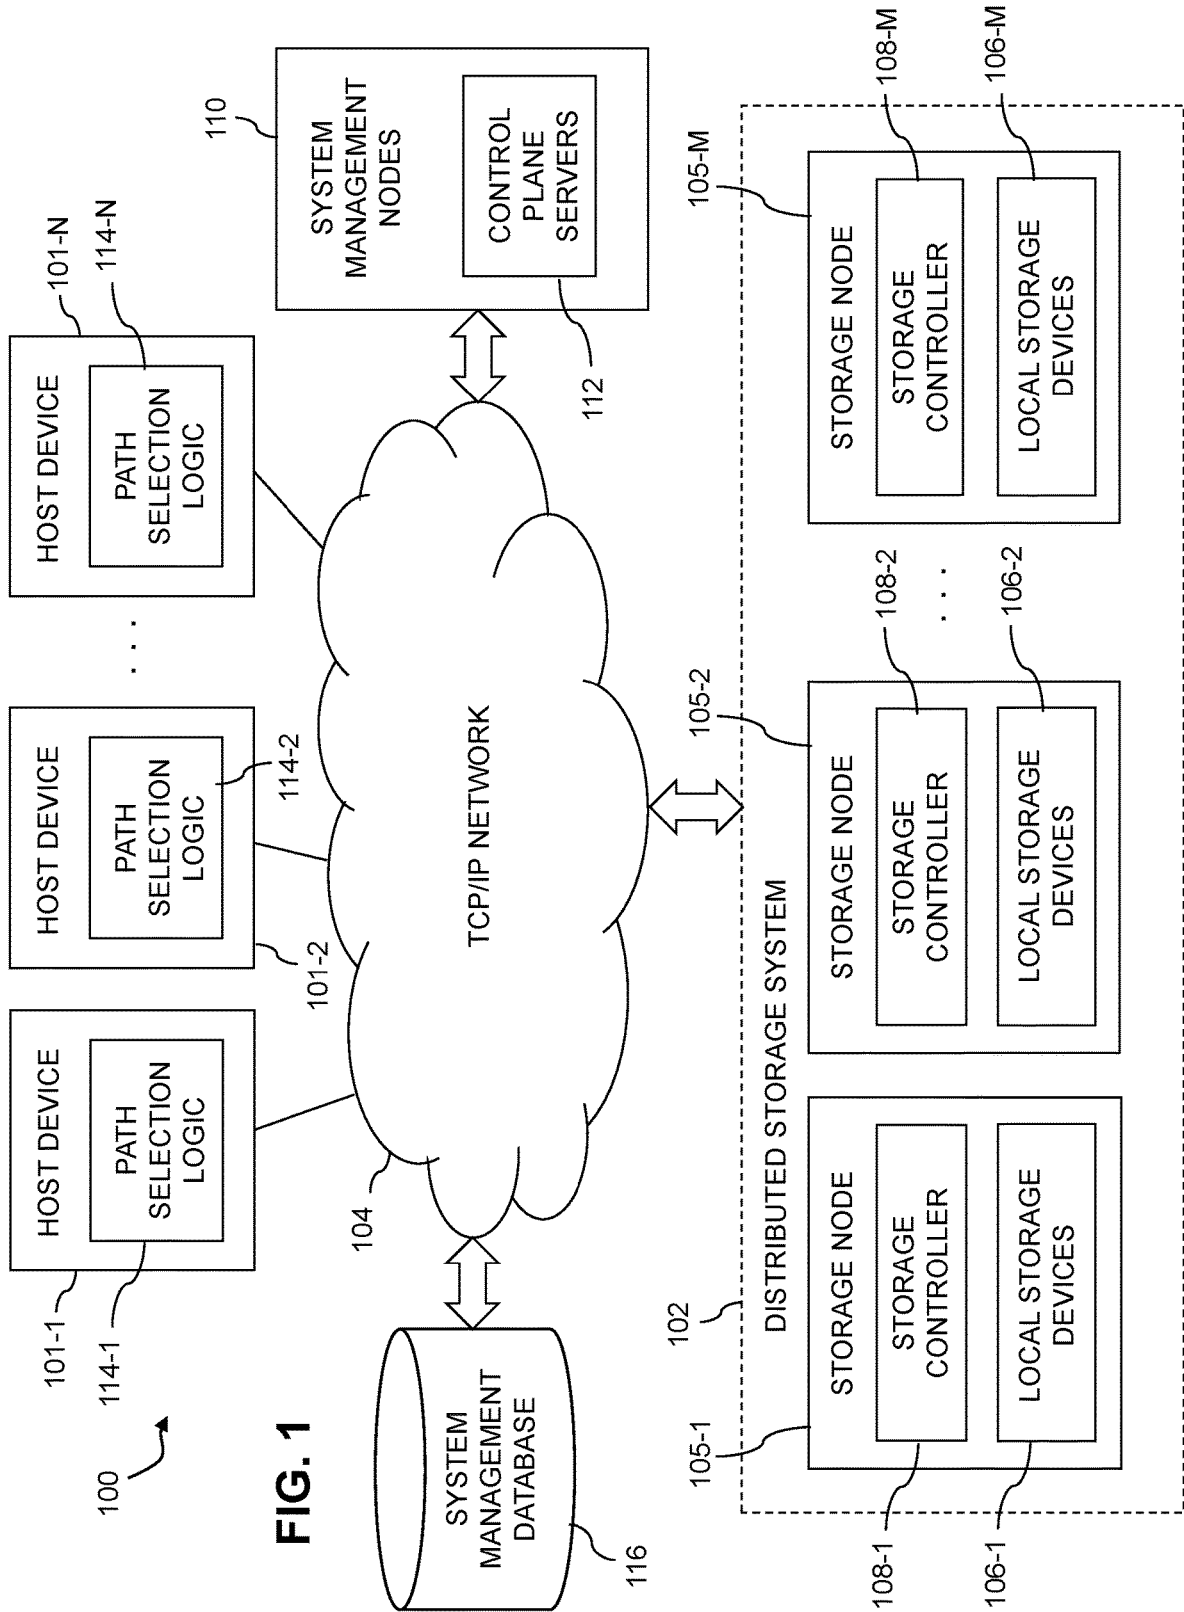 100
101-1
HOST DEVICE
PATH
SELECTION
LOGIC
114-1
101-2
HOST DEVICE
PATH
SELECTION
LOGIC
114-2
. . .
101-N
HOST DEVICE
PATH
SELECTION
LOGIC
114-N
FIG. 1
104
TCP/IP NETWORK
110
SYSTEM
MANAGEMENT
NODES
CONTROL
PLANE
SERVERS
112
SYSTEM
MANAGEMENT
DATABASE
116
102
DISTRIBUTED STORAGE SYSTEM
105-1
STORAGE NODE
STORAGE
CONTROLLER
108-1
LOCAL STORAGE
DEVICES
106-1
105-2
STORAGE NODE
STORAGE
CONTROLLER
108-2
LOCAL STORAGE
DEVICES
106-2
. . .
105-M
STORAGE NODE
STORAGE
CONTROLLER
108-M
LOCAL STORAGE
DEVICES
106-M